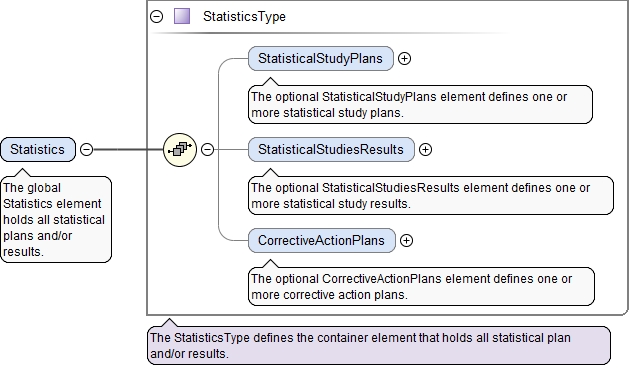 StatisticsType
StatisticalStudyPlans
The optional StatisticalStudyPlans element defines one or
more statistical study plans.
Statistics
The global
Statistics element
holds all statistical
plans and/or
results.
StatisticalStudiesResults
The optional StatisticalStudiesResults element defines one or
more statistical study results.
CorrectiveActionPlans
The optional CorrectiveActionPlans element defines one or
more corrective action plans.
The StatisticsType defines the container element that holds all statistical plan
and/or results.